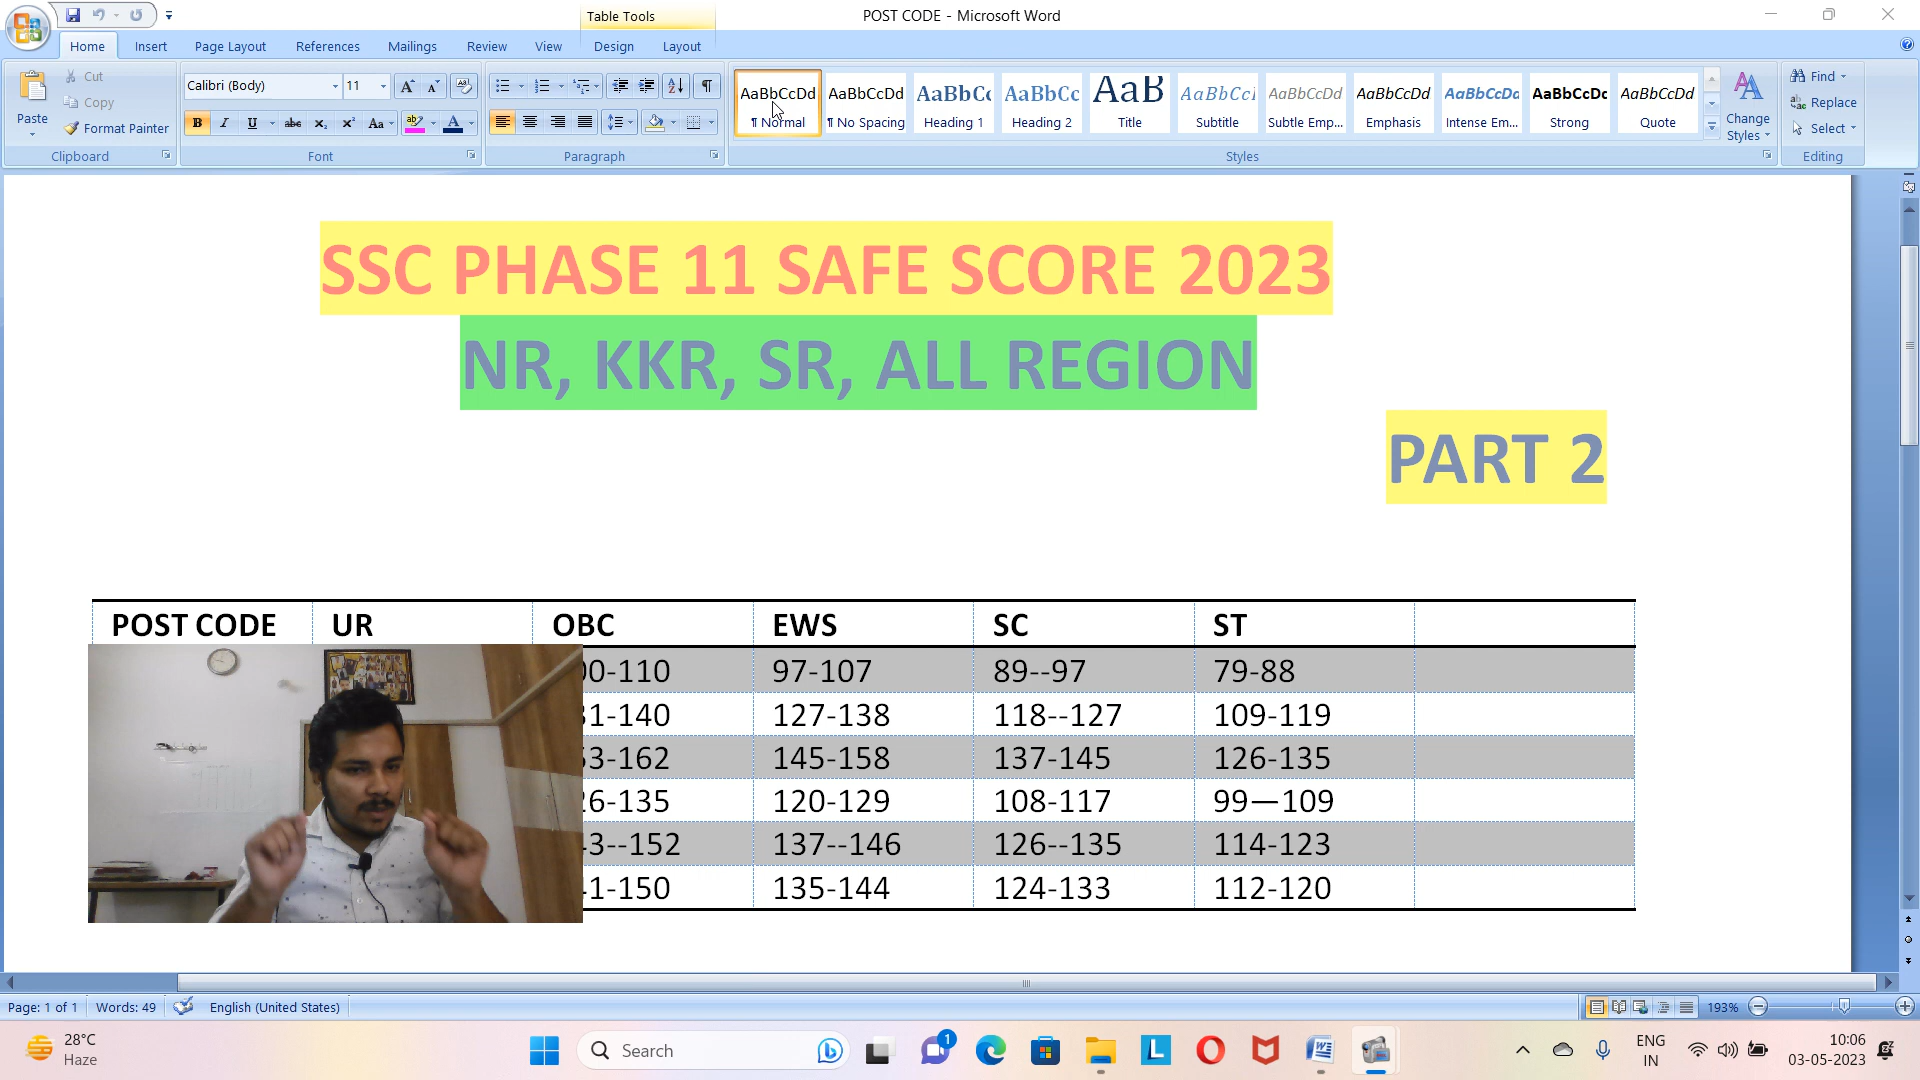 POST CODE - Microsoft Word
Table Tools
Home Insert Page Layout References Mailings Review View Design Layout
Paste Cut Copy Format Painter
Calibri (Body) 11
AaBbCcDd AaBbCcDd AaBbCc AaBbCc AaB AaBbCcI AaBbCcDd AaBbCcDd AaBbCcDd AaBbCcDd AaBbCcDd
¶ Normal ¶ No Spacing Heading 1 Heading 2 Title Subtitle Subtle Emp... Emphasis Intense Em... Strong Quote
Change Styles
Find
Replace
Select
Clipboard Font Paragraph Styles Editing
SSC PHASE 11 SAFE SCORE 2023
NR, KKR, SR, ALL REGION
PART 2
POST CODE UR OBC EWS SC ST
00-110 97-107 89--97 79-88
1-140 127-138 118--127 109-119
3-162 145-158 137-145 126-135
6-135 120-129 108-117 99—109
3--152 137--146 126--135 114-123
1-150 135-144 124-133 112-120
Page: 1 of 1 Words: 49 English (United States) 193%
28°C
Haze
Search
1
ENG
IN
10:06
03-05-2023